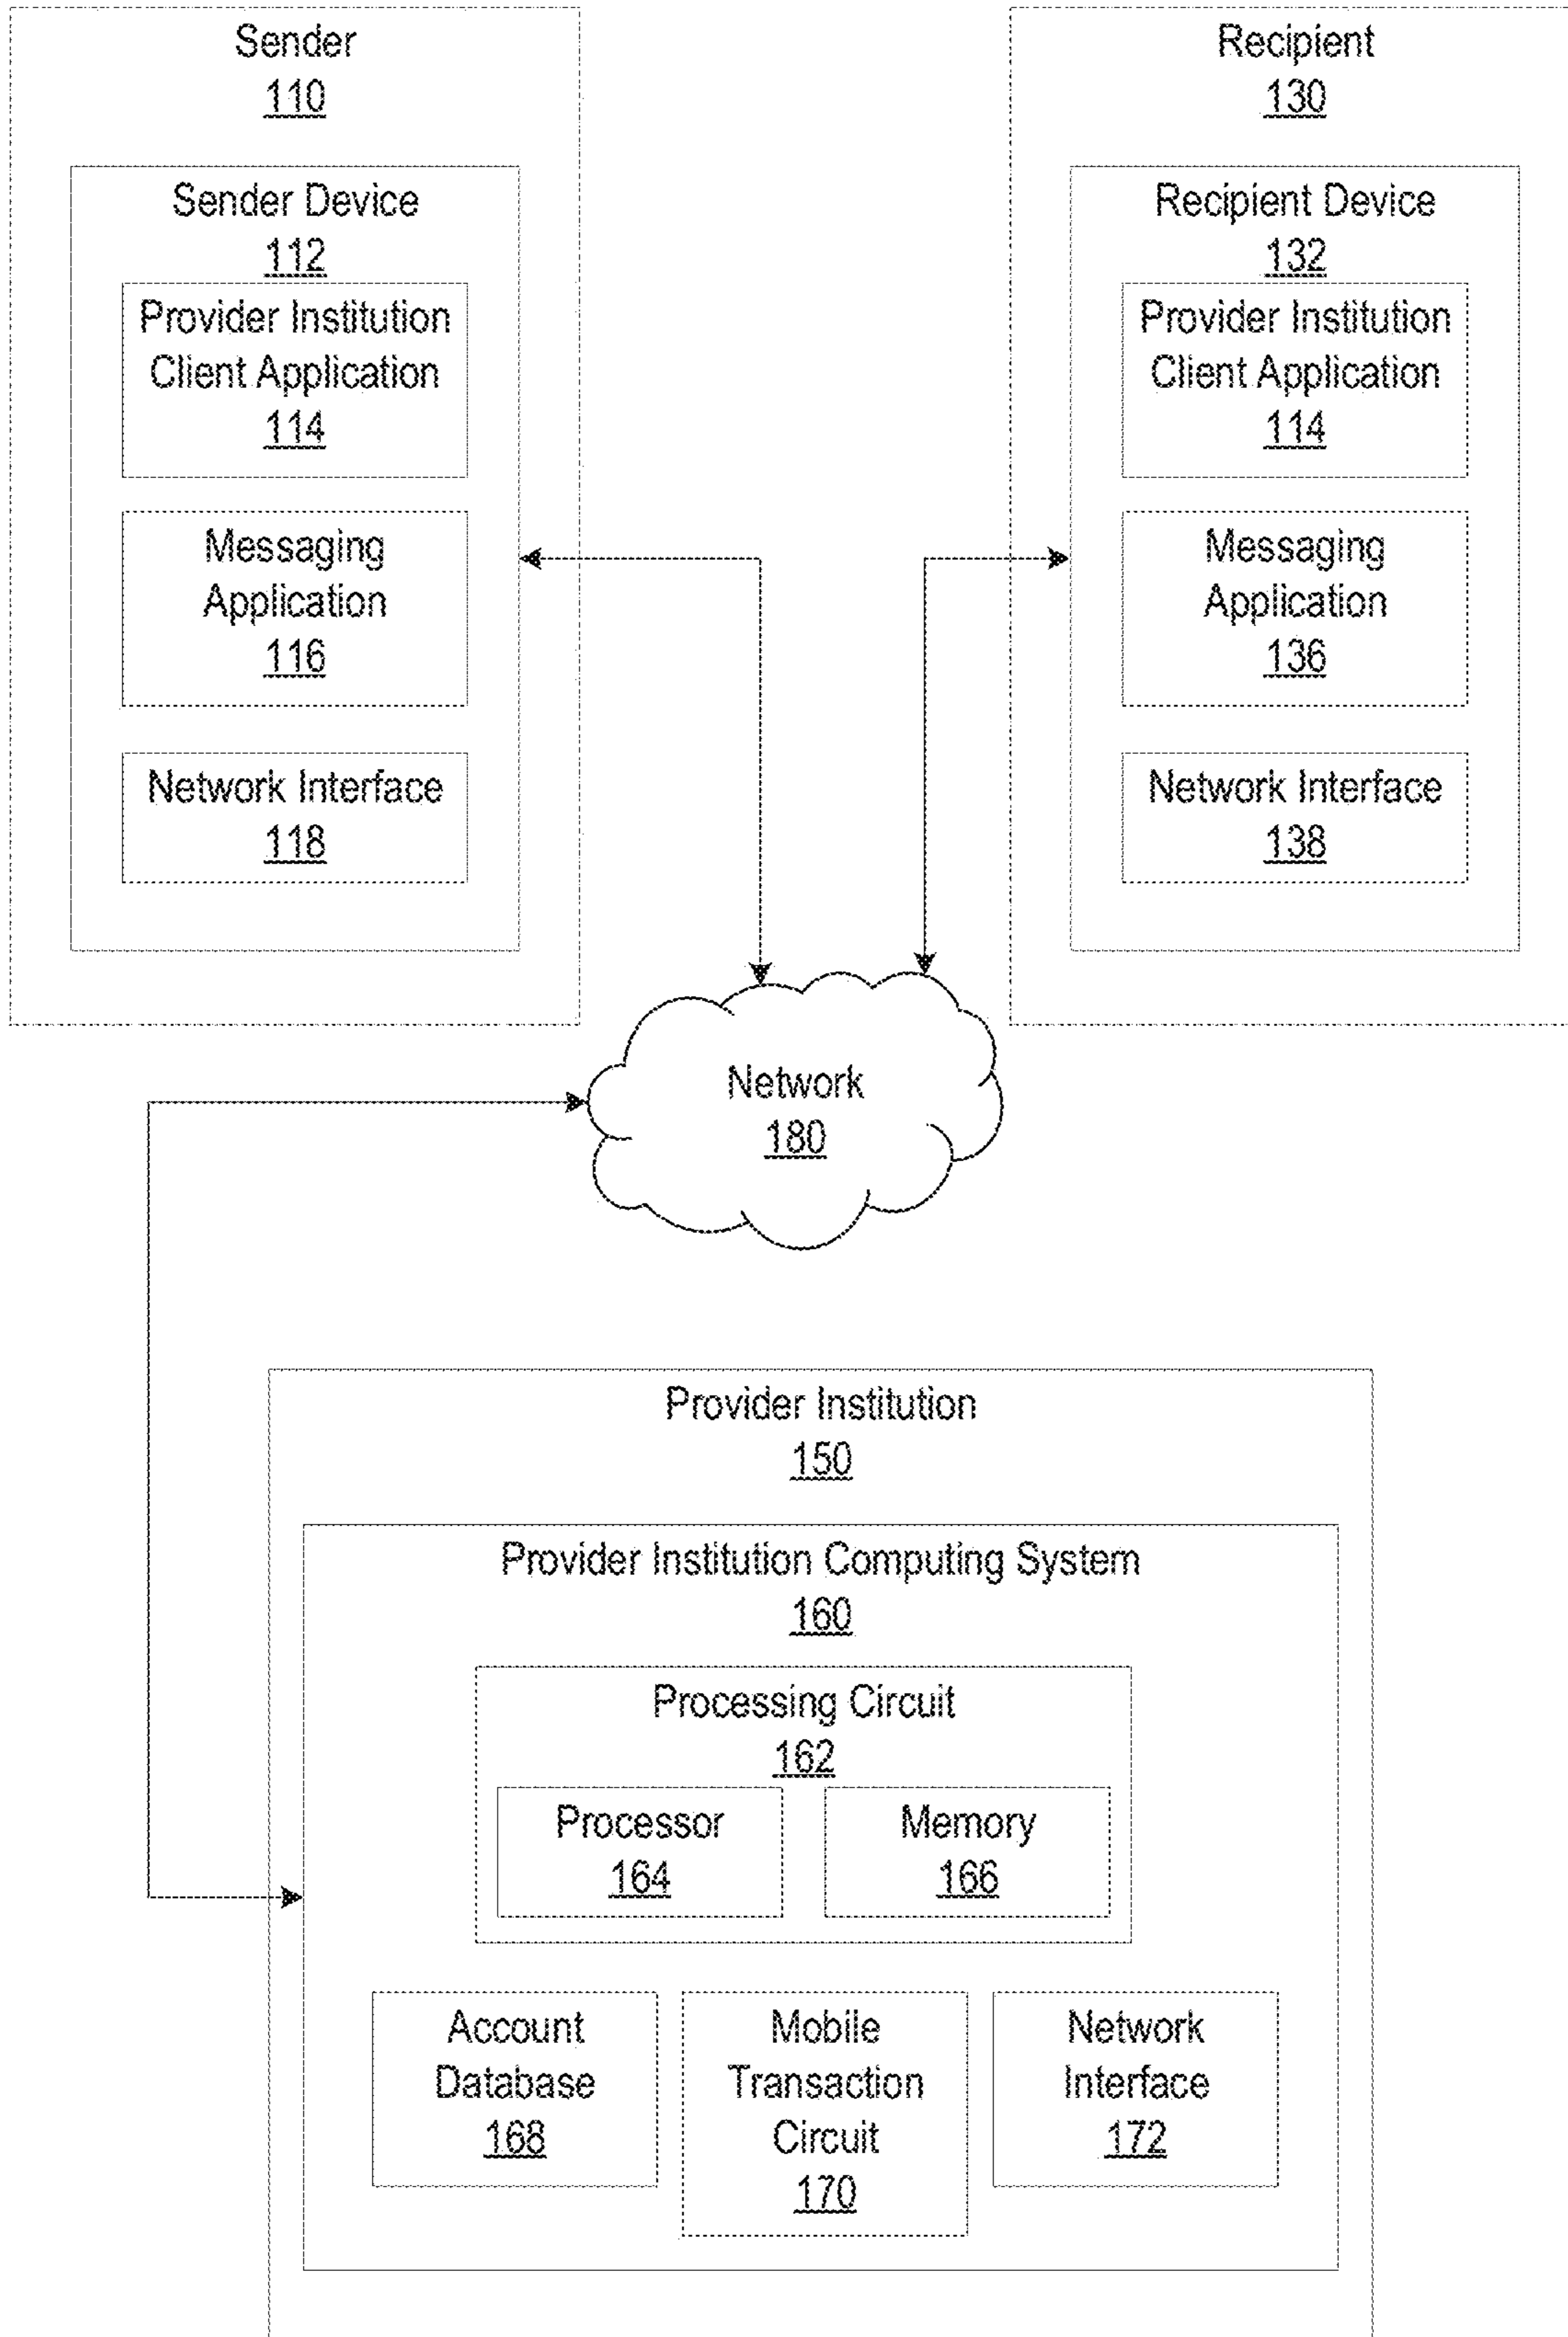 Sender
110
Sender Device
112
Provider Institution
Client Application
114
Messaging
Application
116
Network Interface
118
Recipient
130
Recipient Device
132
Provider Institution
Client Application
114
Messaging
Application
136
Network Interface
138
Network
180
Provider Institution
150
Provider Institution Computing System
160
Processing Circuit
162
Processor
164
Memory
166
Account
Database
168
Mobile
Transaction
Circuit
170
Network
Interface
172